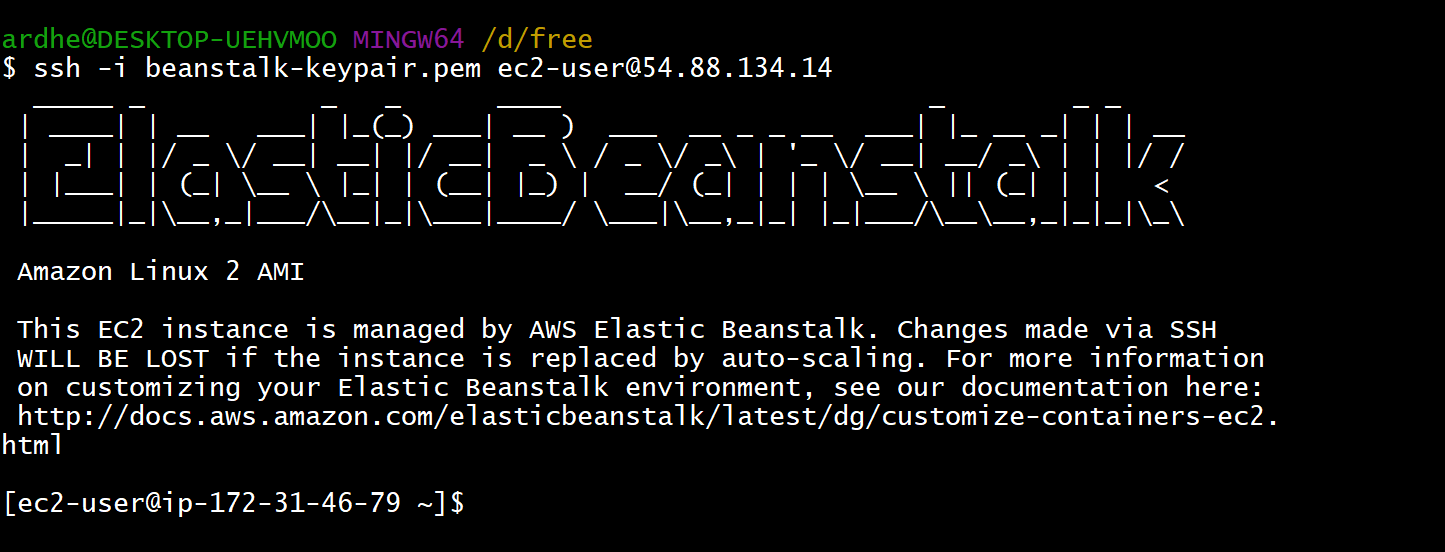 ardhe@DESKTOP-UEHVMOO MINGW64 /d/free
$ ssh -i beanstalk-keypair.pem ec2-user@54.88.134.14
ElasticBeanstalk
Amazon Linux 2 AMI
This EC2 instance is managed by AWS Elastic Beanstalk. Changes made via SSH
WILL BE LOST if the instance is replaced by auto-scaling. For more information
on customizing your Elastic Beanstalk environment, see our documentation here:
http://docs.aws.amazon.com/elasticbeanstalk/latest/dg/customize-containers-ec2.
html
[ec2-user@ip-172-31-46-79 ~]$